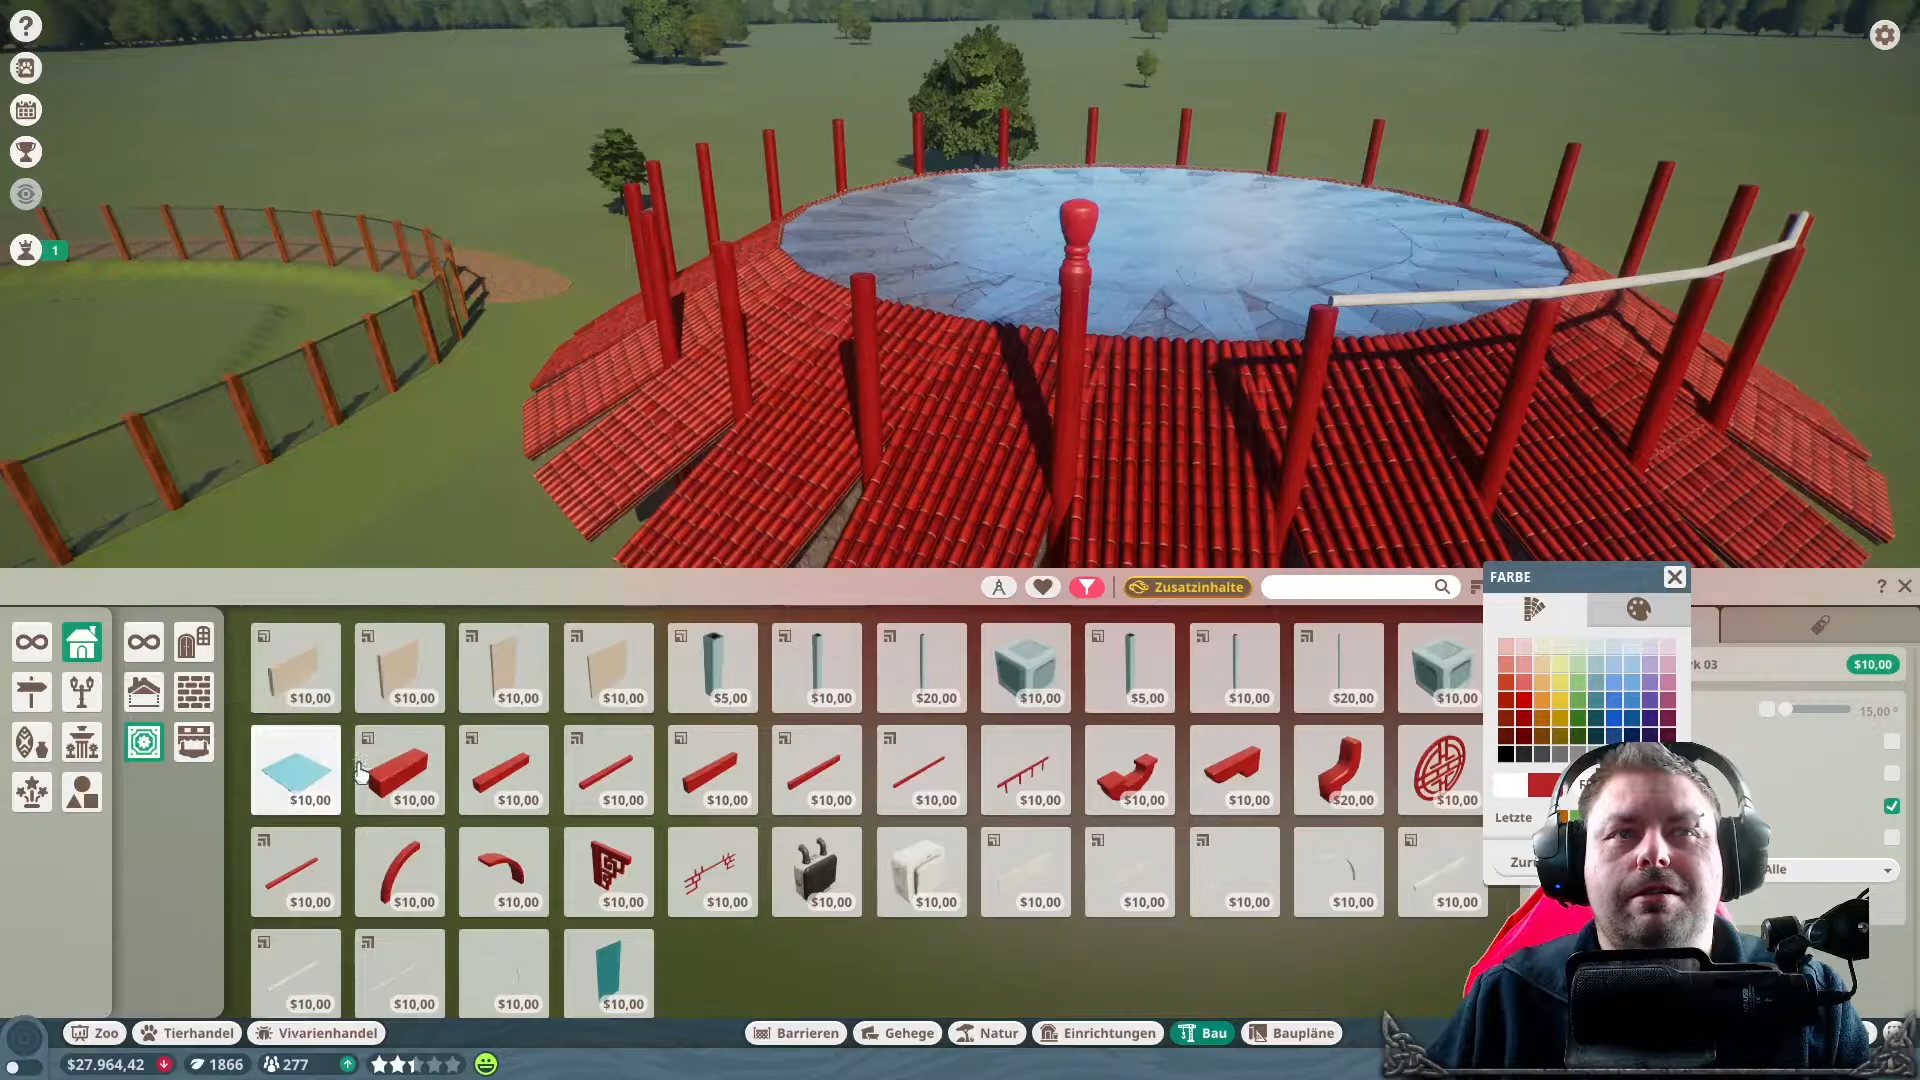 ?
1
Zusatzinhalte
FARBE
?
$10,00 $10,00 $10,00 $10,00 $5,00 $10,00 $20,00 $10,00 $5,00 $10,00 $20,00 $10,00
rk 03 $10,00
15,00 °
$10,00 $10,00 $10,00 $10,00 $10,00 $10,00 $10,00 $10,00 $10,00 $10,00 $20,00 $10,00
Letzte
Alle
$10,00 $10,00 $10,00 $10,00 $10,00 $10,00 $10,00 $10,00 $10,00 $10,00 $10,00 $10,00
$10,00 $10,00 $10,00 $10,00
Zoo Tierhandel Vivarienhandel Barrieren Gehege Natur Einrichtungen Bau Baupläne
$27.964,42 1866 277